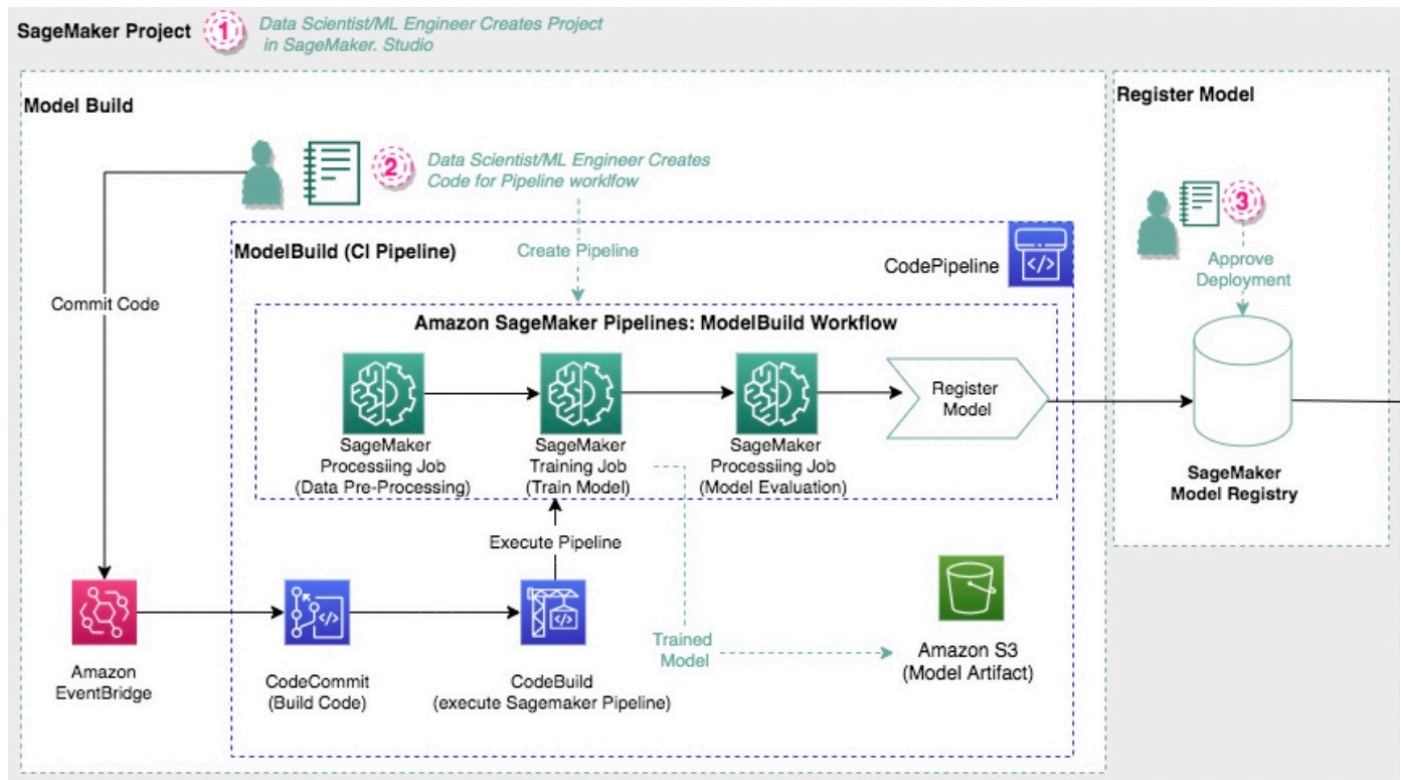 SageMaker Project
1
Data Scientist/ML Engineer Creates Project
in SageMaker. Studio
Model Build
2
Data Scientist/ML Engineer Creates
Code for Pipeline worklfow
Commit Code
ModelBuild (CI Pipeline)
Create Pipeline
CodePipeline
</>
Amazon SageMaker Pipelines: ModelBuild Workflow
SageMaker
Processiing Job
(Data Pre-Processing)
SageMaker
Training Job
(Train Model)
SageMaker
Processiing Job
(Model Evaluation)
Register
Model
Execute Pipeline
Amazon
EventBridge
</>
CodeCommit
(Build Code)
</>
CodeBuild
(execute Sagemaker Pipeline)
Trained
Model
Amazon S3
(Model Artifact)
Register Model
3
Approve
Deployment
SageMaker
Model Registry